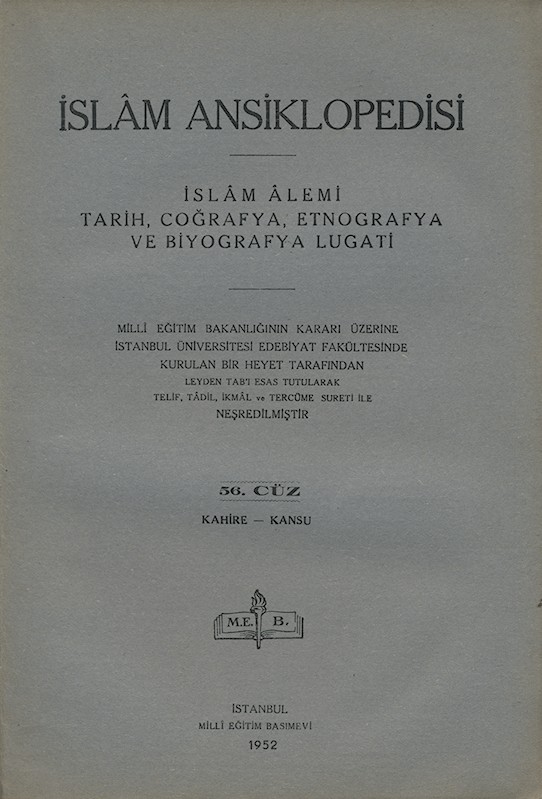 İSLÂM ANSİKLOPEDİSİ
İSLÂM ÂLEMİ
TARİH, COĞRAFYA, ETNOGRAFYA
VE BİYOGRAFYA LUGATİ
MİLLİ EĞİTİM BAKANLIĞININ KARARI ÜZERİNE
İSTANBUL ÜNİVERSİTESİ EDEBİYAT FAKÜLTESİNDE
KURULAN BİR HEYET TARAFINDAN
LEYDEN TAB'I ESAS TUTULARAK
TELİF, TÂDİL, İKMÂL ve TERCÜME SURETİ İLE
NEŞREDİLMİŞTİR
56. CÜZ
KAHİRE — KANSU
M.E. B.
İSTANBUL
MİLLÎ EĞİTİM BASIMEVİ
1952